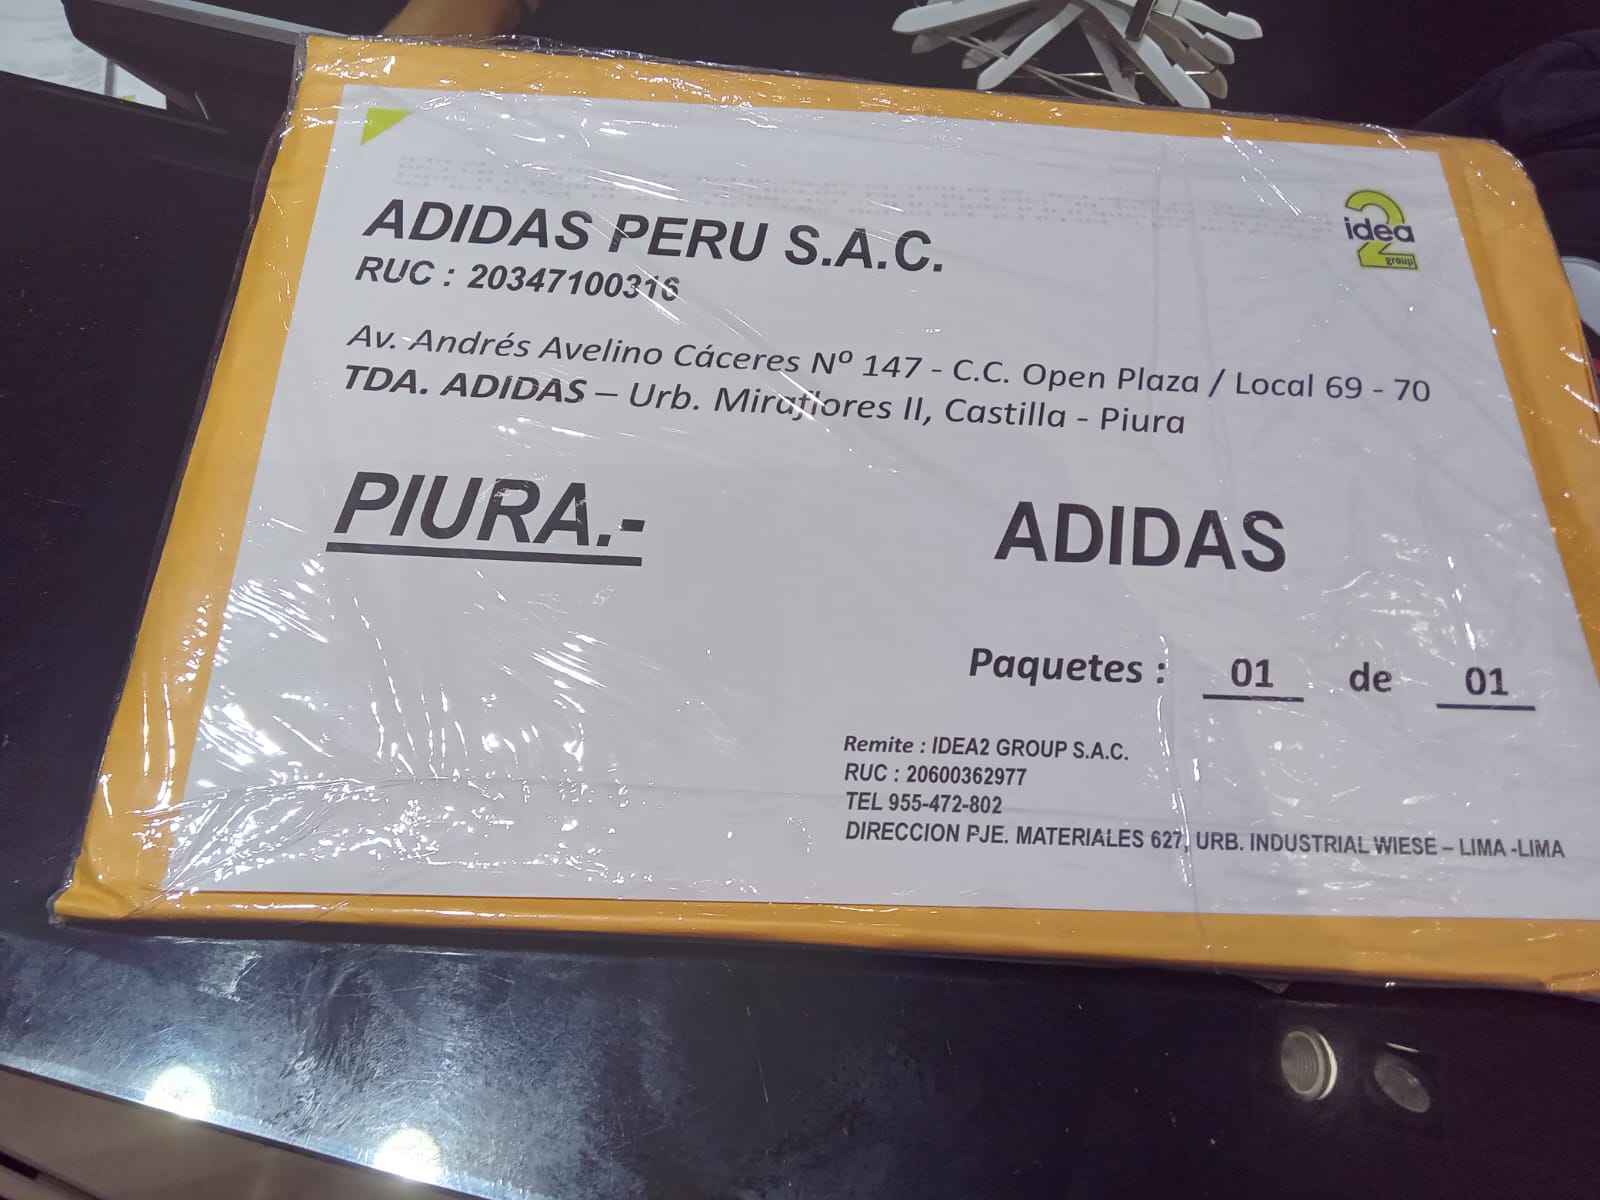 idea
2
group
ADIDAS PERU S.A.C.
RUC : 20347100316
Av. Andrés Avelino Cáceres Nº 147 - C.C. Open Plaza / Local 69 - 70
TDA. ADIDAS – Urb. Miraflores II, Castilla - Piura
PIURA.-
ADIDAS
Paquetes : 01 de 01
Remite : IDEA2 GROUP S.A.C.
RUC : 20600362977
TEL 955-472-802
DIRECCION PJE. MATERIALES 627, URB. INDUSTRIAL WIESE – LIMA -LIMA